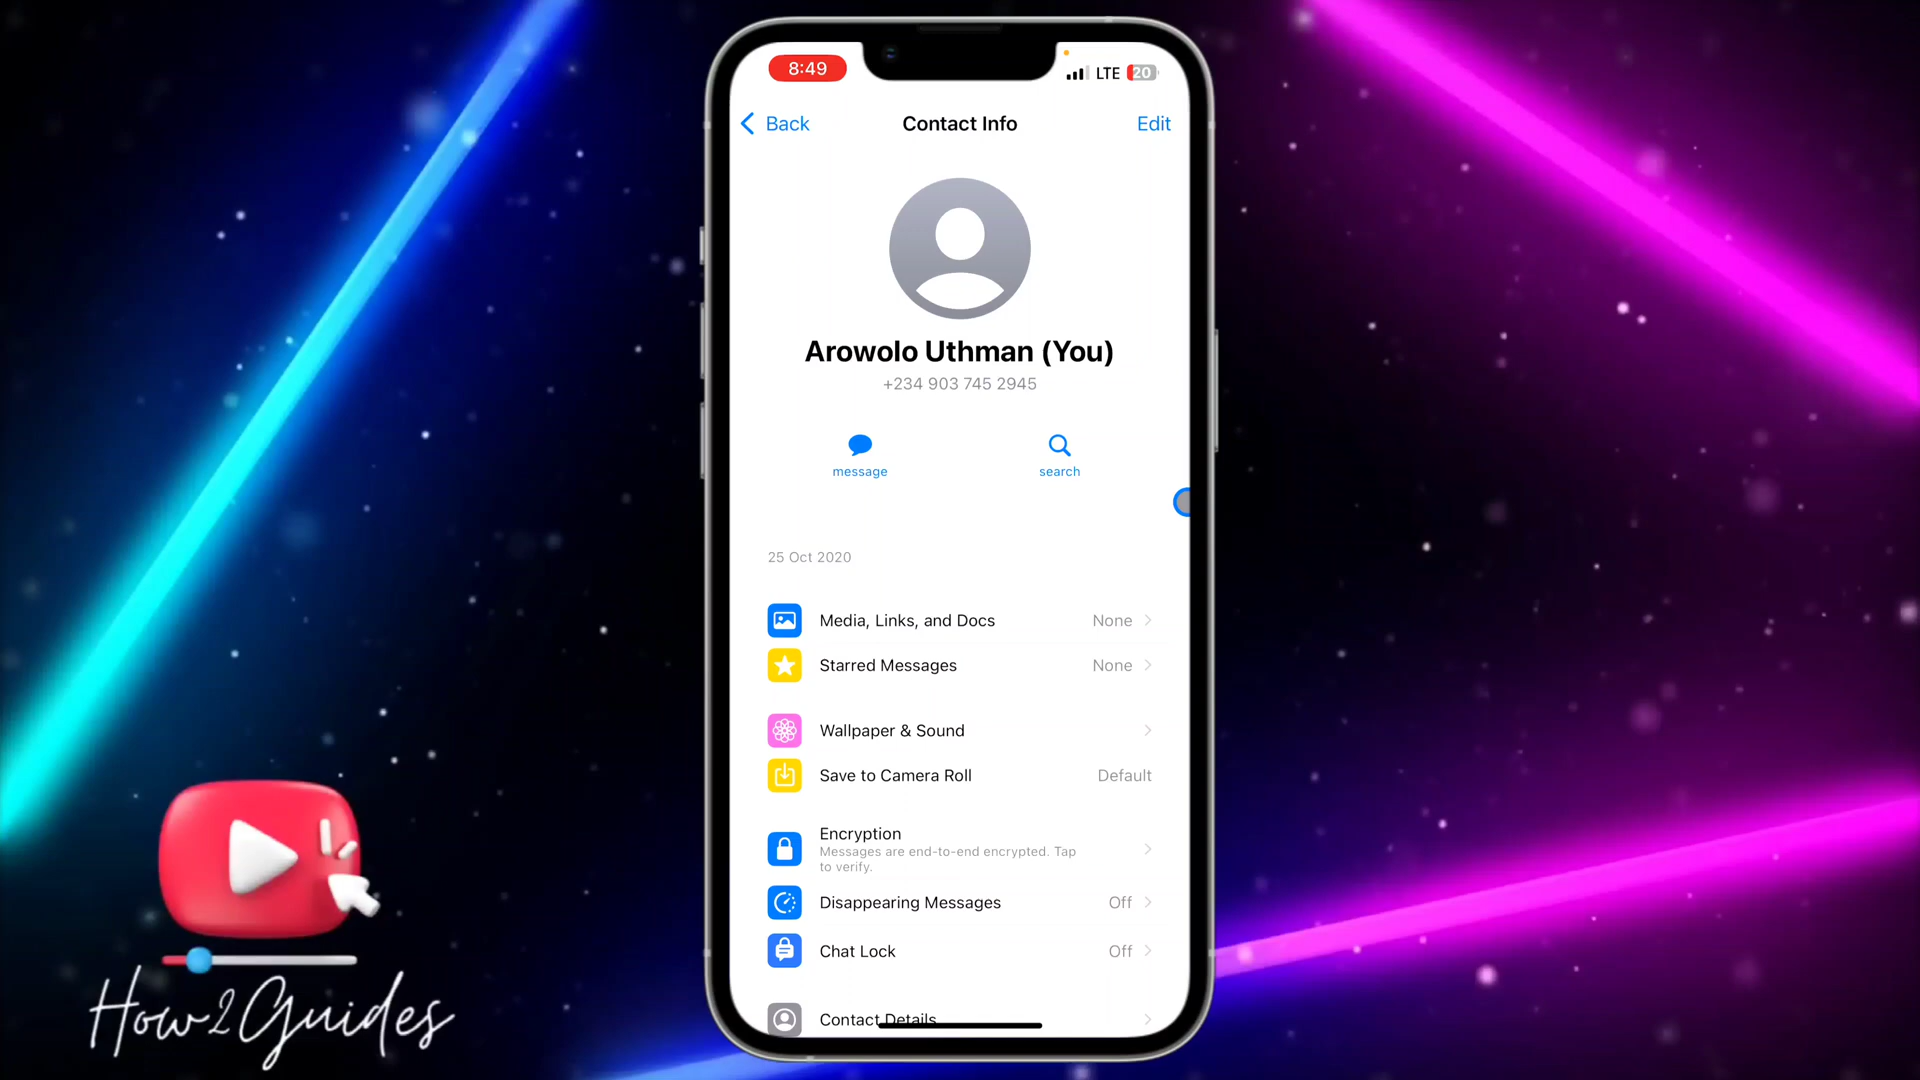 8:49
LTE 20
Back
Contact Info
Edit
Arowolo Uthman (You)
+234 903 745 2945
message
search
25 Oct 2020
Media, Links, and Docs None
Starred Messages None
Wallpaper & Sound
Save to Camera Roll Default
Encryption
Messages are end-to-end encrypted. Tap
to verify.
Disappearing Messages Off
Chat Lock Off
Contact Details
How2Guides